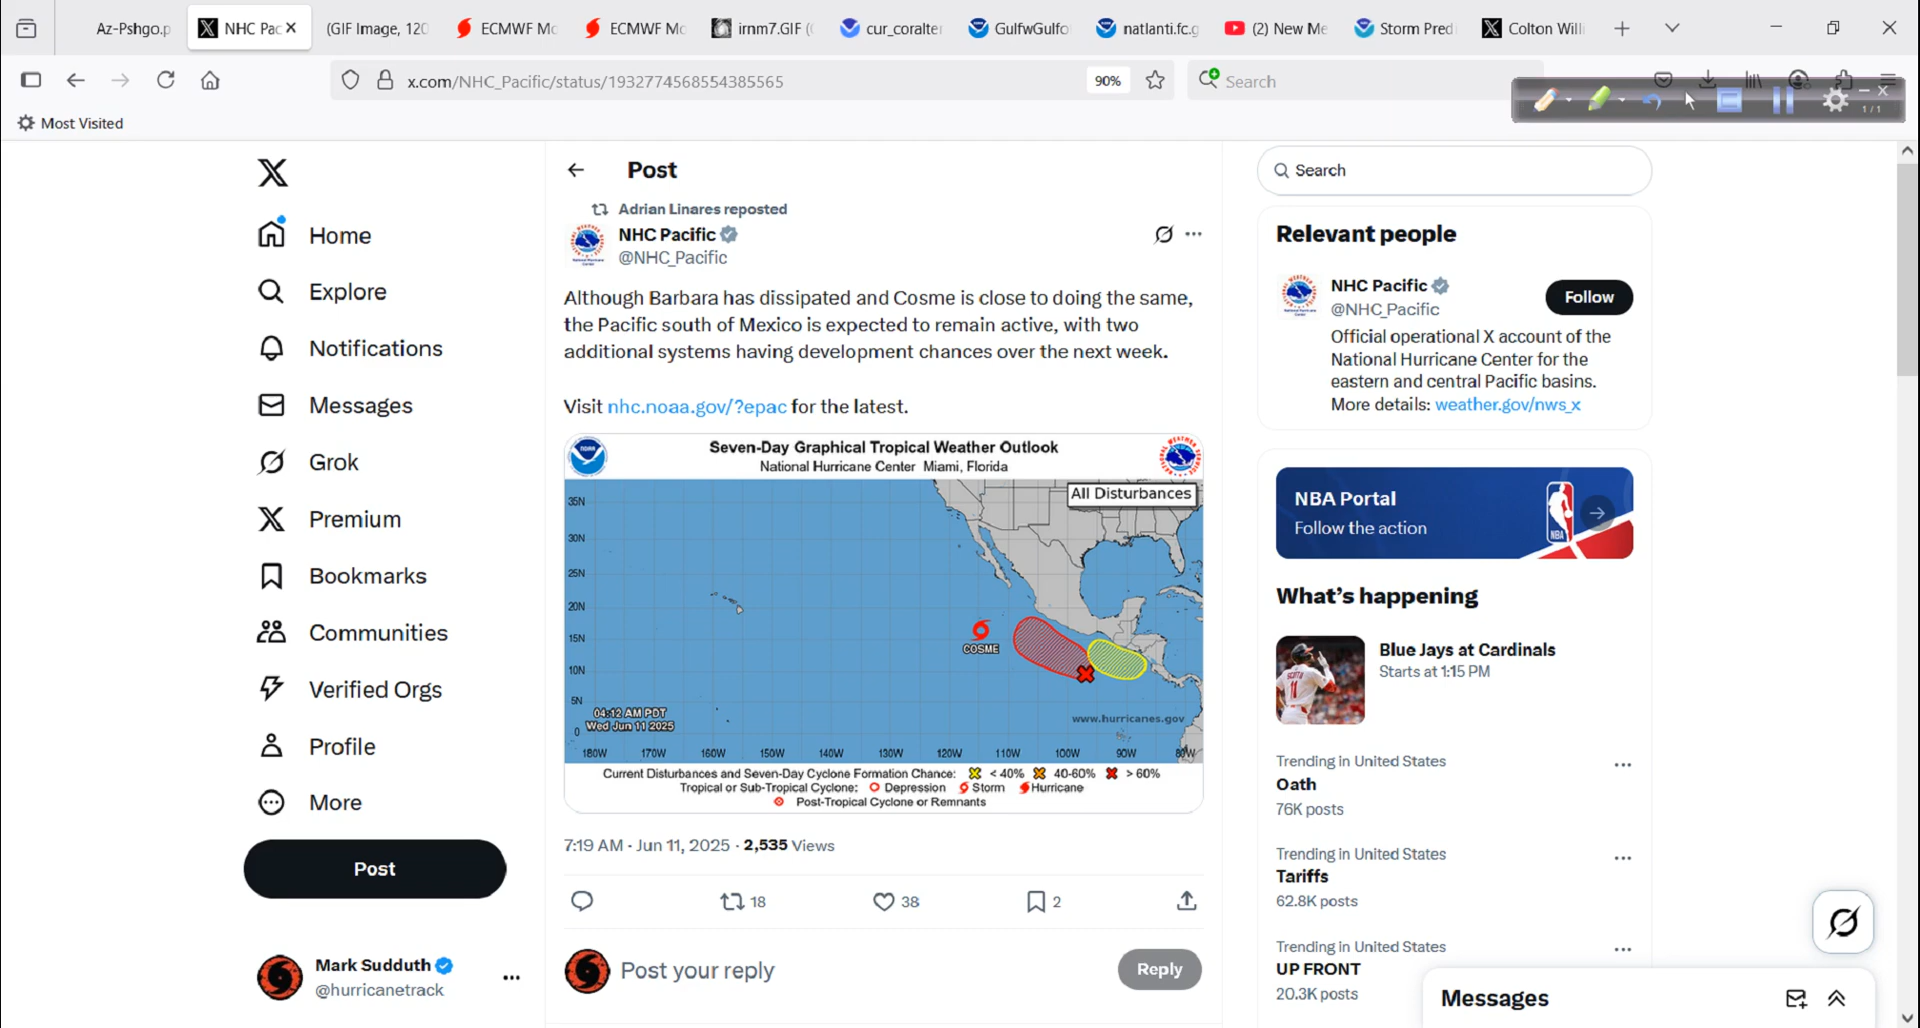 Az-Pshgo.p
NHC Pac
(GIF Image, 120
ECMWF Mo
ECMWF Mo
irnm7.GIF (
cur_coralter
GulfwGulfo
natlanti.fc.g
(2) New Me
Storm Pred
Colton Willi
x.com/NHC_Pacific/status/1932774568554385565
90%
Search
1 / 1
Most Visited
Home
Explore
Notifications
Messages
Grok
Premium
Bookmarks
Communities
Verified Orgs
Profile
More
Post
Mark Sudduth
@hurricanetrack
Post
Adrian Linares reposted
NHC Pacific
@NHC_Pacific
Although Barbara has dissipated and Cosme is close to doing the same,
the Pacific south of Mexico is expected to remain active, with two
additional systems having development chances over the next week.
Visit nhc.noaa.gov/?epac for the latest.
NOAA
Seven-Day Graphical Tropical Weather Outlook
National Hurricane Center Miami, Florida
All Disturbances
35N
30N
25N
20N
15N
10N
5N
0
COSME
04:12 AM PDT
Wed Jun 11 2025
www.hurricanes.gov
180W 170W 160W 150W 140W 130W 120W 110W 100W 90W 80W
Current Disturbances and Seven-Day Cyclone Formation Chance: < 40% 40-60% > 60%
Tropical or Sub-Tropical Cyclone: Depression Storm Hurricane
Post-Tropical Cyclone or Remnants
7:19 AM · Jun 11, 2025 · 2,535 Views
18
38
2
Post your reply
Reply
Search
Relevant people
NHC Pacific
@NHC_Pacific
Follow
Official operational X account of the
National Hurricane Center for the
eastern and central Pacific basins.
More details: weather.gov/nws_x
NBA Portal
Follow the action
NBA
What's happening
Blue Jays at Cardinals
Starts at 1:15 PM
Trending in United States
Oath
76K posts
Trending in United States
Tariffs
62.8K posts
Trending in United States
UP FRONT
20.3K posts
Messages